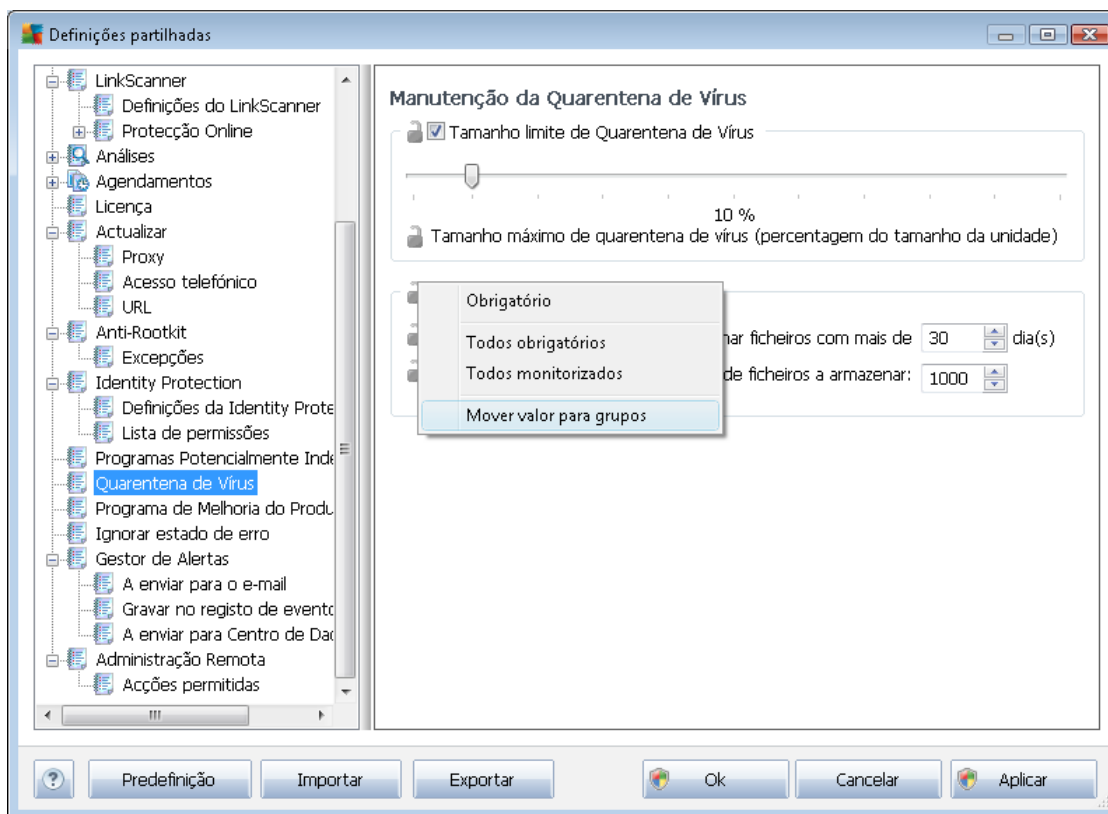 Definições partilhadas
LinkScanner
Definições do LinkScanner
Protecção Online
Análises
Agendamentos
Licença
Actualizar
Proxy
Acesso telefónico
URL
Anti-Rootkit
Excepções
Identity Protection
Definições da Identity Prote
Lista de permissões
Programas Potencialmente Inde
Quarentena de Vírus
Programa de Melhoria do Produ
Ignorar estado de erro
Gestor de Alertas
A enviar para o e-mail
Gravar no registo de evento
A enviar para Centro de Dad
Administração Remota
Acções permitidas
Manutenção da Quarentena de Vírus
Tamanho limite de Quarentena de Vírus
10 %
Tamanho máximo de quarentena de vírus (percentagem do tamanho da unidade)
Obrigatório
Todos obrigatórios
Todos monitorizados
Mover valor para grupos
nar ficheiros com mais de 30 dia(s)
de ficheiros a armazenar: 1000
? Predefinição Importar Exportar Ok Cancelar Aplicar